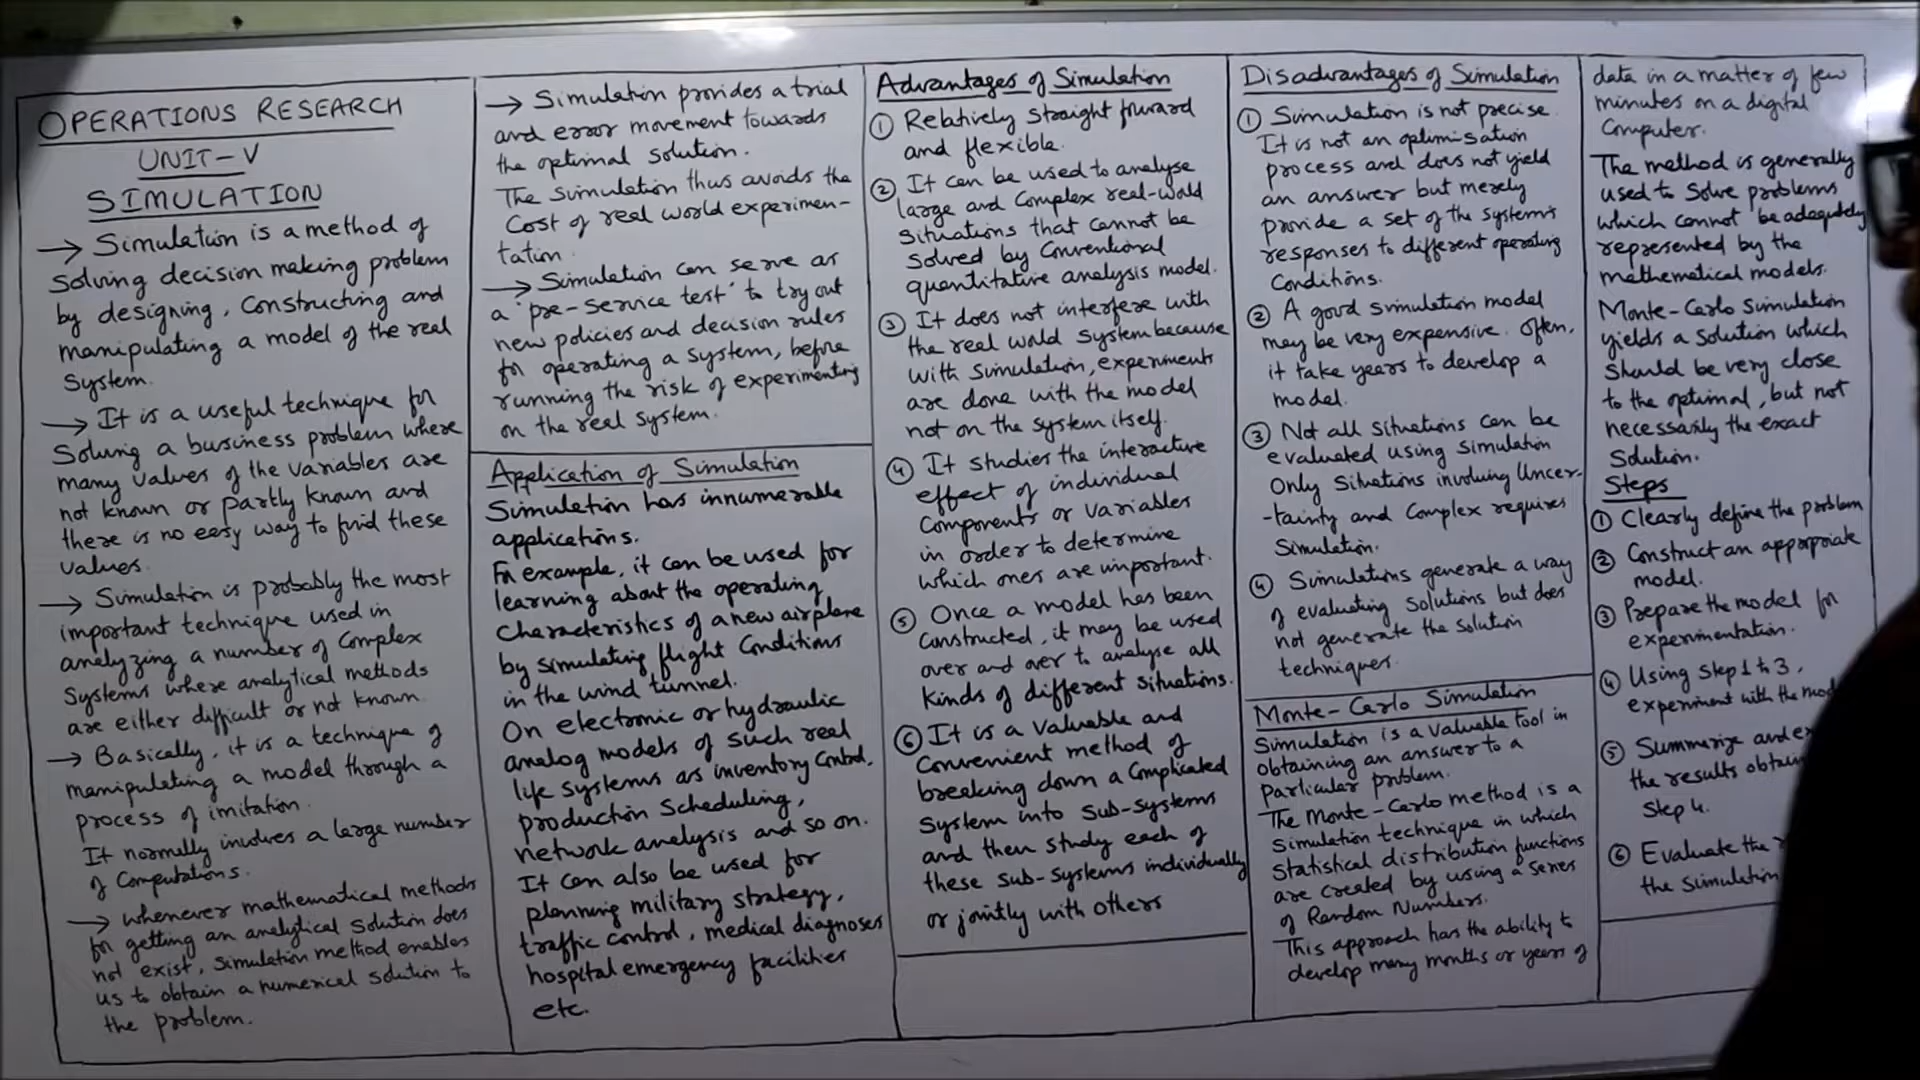 OPERATIONS RESEARCH
UNIT-V
SIMULATION
→ Simulation is a method of
Solving decision making problem
by designing, Constructing and
manipulating a model of the real
System.
→ It is a useful technique for
Solving a business problem where
many values of the variables are
not known or partly known and
there is no easy way to find these
values.
→ Simulation is probably the most
important technique used in
analyzing a number of Complex
Systems where analytical methods
are either difficult or not known.
→ Basically, it is a technique of
manipulating a model through a
process of imitation.
It normally involves a large number
of Computations.
→ Whenever mathematical methods
for getting an analytical solution does
not exist, Simulation method enables
us to obtain a numerical solution to
the problem.
→ Simulation provides a trial
and error movement towards
the optimal solution.
The simulation thus avoids the
Cost of real world experimen-
tation.
→ Simulation can serve as
a 'pre-service test' to try out
new policies and decision rules
for operating a system, before
running the risk of experimenting
on the real system.
Application of Simulation
Simulation has innumerable
applications.
For example, it can be used for
learning about the operating
Characteristics of a new airplane
by simulating flight Conditions
in the wind tunnel.
On electronic or hydraulic
analog models of such real
life systems as inventory Control,
production Scheduling,
network analysis and so on.
It can also be used for
planning military strategy,
traffic control, medical diagnoses
hospital emergency facilities
etc.
Advantages of Simulation
① Relatively Straight forward
and flexible.
② It can be used to analyse
large and Complex real-world
Situations that cannot be
Solved by Conventional
quantitative analysis model.
③ It does not interfere with
the real world system because
with simulation, experiments
are done with the model
not on the system itself.
④ It studies the interactive
effect of individual
Components or variables
in order to determine
which ones are important.
⑤ Once a model has been
constructed, it may be used
over and over to analyse all
kinds of different situations.
⑥ It is a valuable and
Convenient method of
breaking down a Complicated
System into Sub-systems
and then study each of
these sub-systems individually
or jointly with others
Disadvantages of Simulation
① Simulation is not precise.
It is not an optimisation
process and does not yield
an answer but merely
provide a set of the system's
responses to different operating
Conditions.
② A good simulation model
may be very expensive. Often,
it take years to develop a
model.
③ Not all situations can be
evaluated using simulation
Only Situations involving Uncer-
-tainty and Complex requires
Simulation.
④ Simulations generate a way
of evaluating solutions but does
not generate the solution
techniques.
Monte-Carlo Simulation
Simulation is a valuable tool in
obtaining an answer to a
particular problem.
The Monte-Carlo method is a
Simulation technique in which
Statistical distribution functions
are created by using a series
of Random Numbers.
This approach has the ability to
develop many months or years of
data in a matter of few
minutes on a digital
Computer.
The method is generally
used to solve problems
which cannot be adequately
represented by the
mathematical models.
Monte-Carlo Simulation
yields a solution which
should be very close
to the optimal, but not
necessarily the exact
Solution.
Steps
① Clearly define the problem
② Construct an appropriate
model.
③ Prepare the model for
experimentation.
④ Using Step 1 to 3,
experiment with the
⑤ Summarize and
the results
Step 4.
⑥ Evaluate the
the simulation